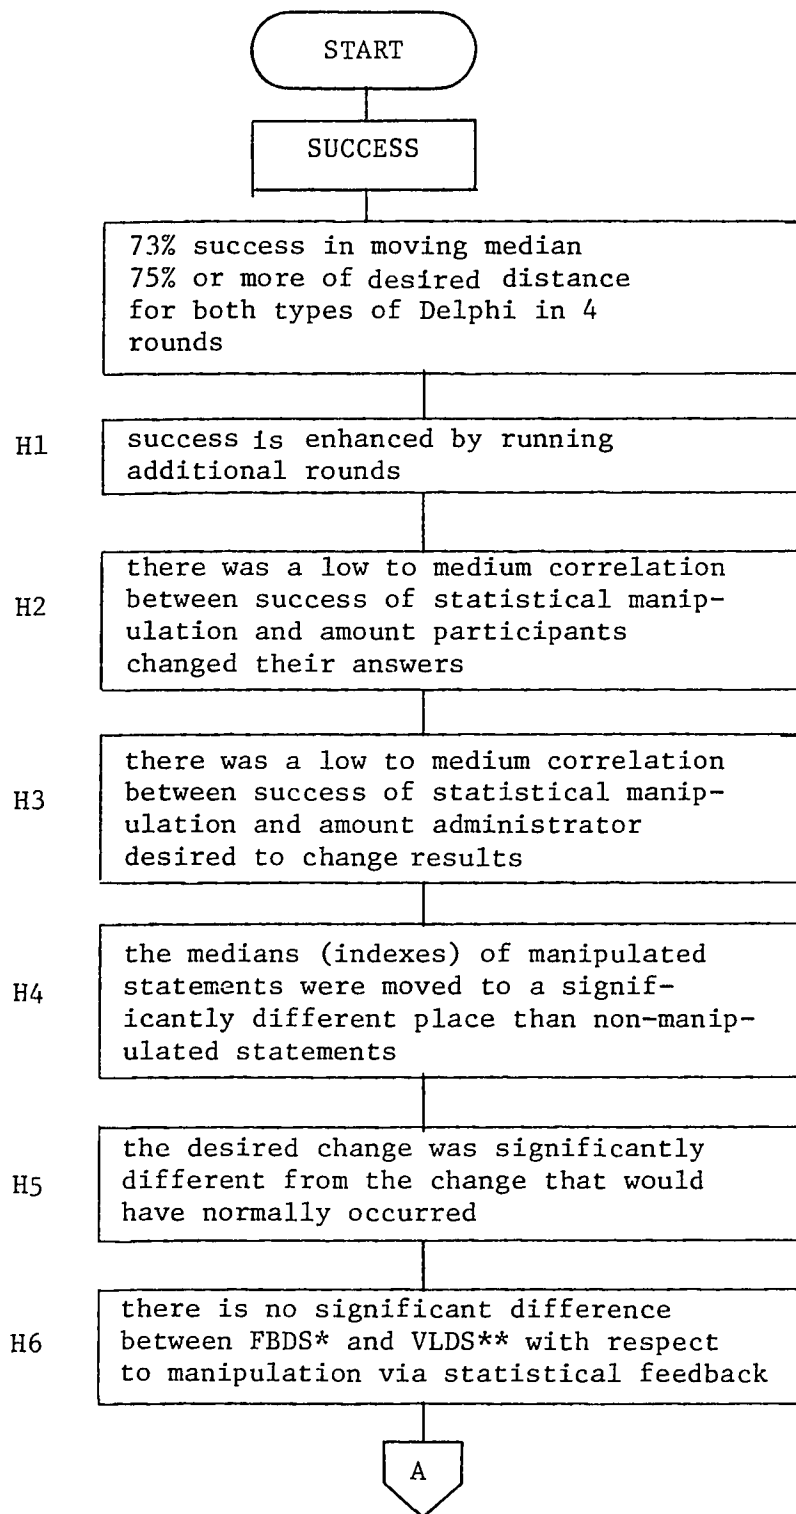 START
SUCCESS
73% success in moving median
75% or more of desired distance
for both types of Delphi in 4
rounds
H1
success is enhanced by running
additional rounds
H2
there was a low to medium correlation
between success of statistical manip-
ulation and amount participants
changed their answers
H3
there was a low to medium correlation
between success of statistical manip-
ulation and amount administrator
desired to change results
H4
the medians (indexes) of manipulated
statements were moved to a signif-
icantly different place than non-manip-
ulated statements
H5
the desired change was significantly
different from the change that would
have normally occurred
H6
there is no significant difference
between FBDS* and VLDS** with respect
to manipulation via statistical feedback
A